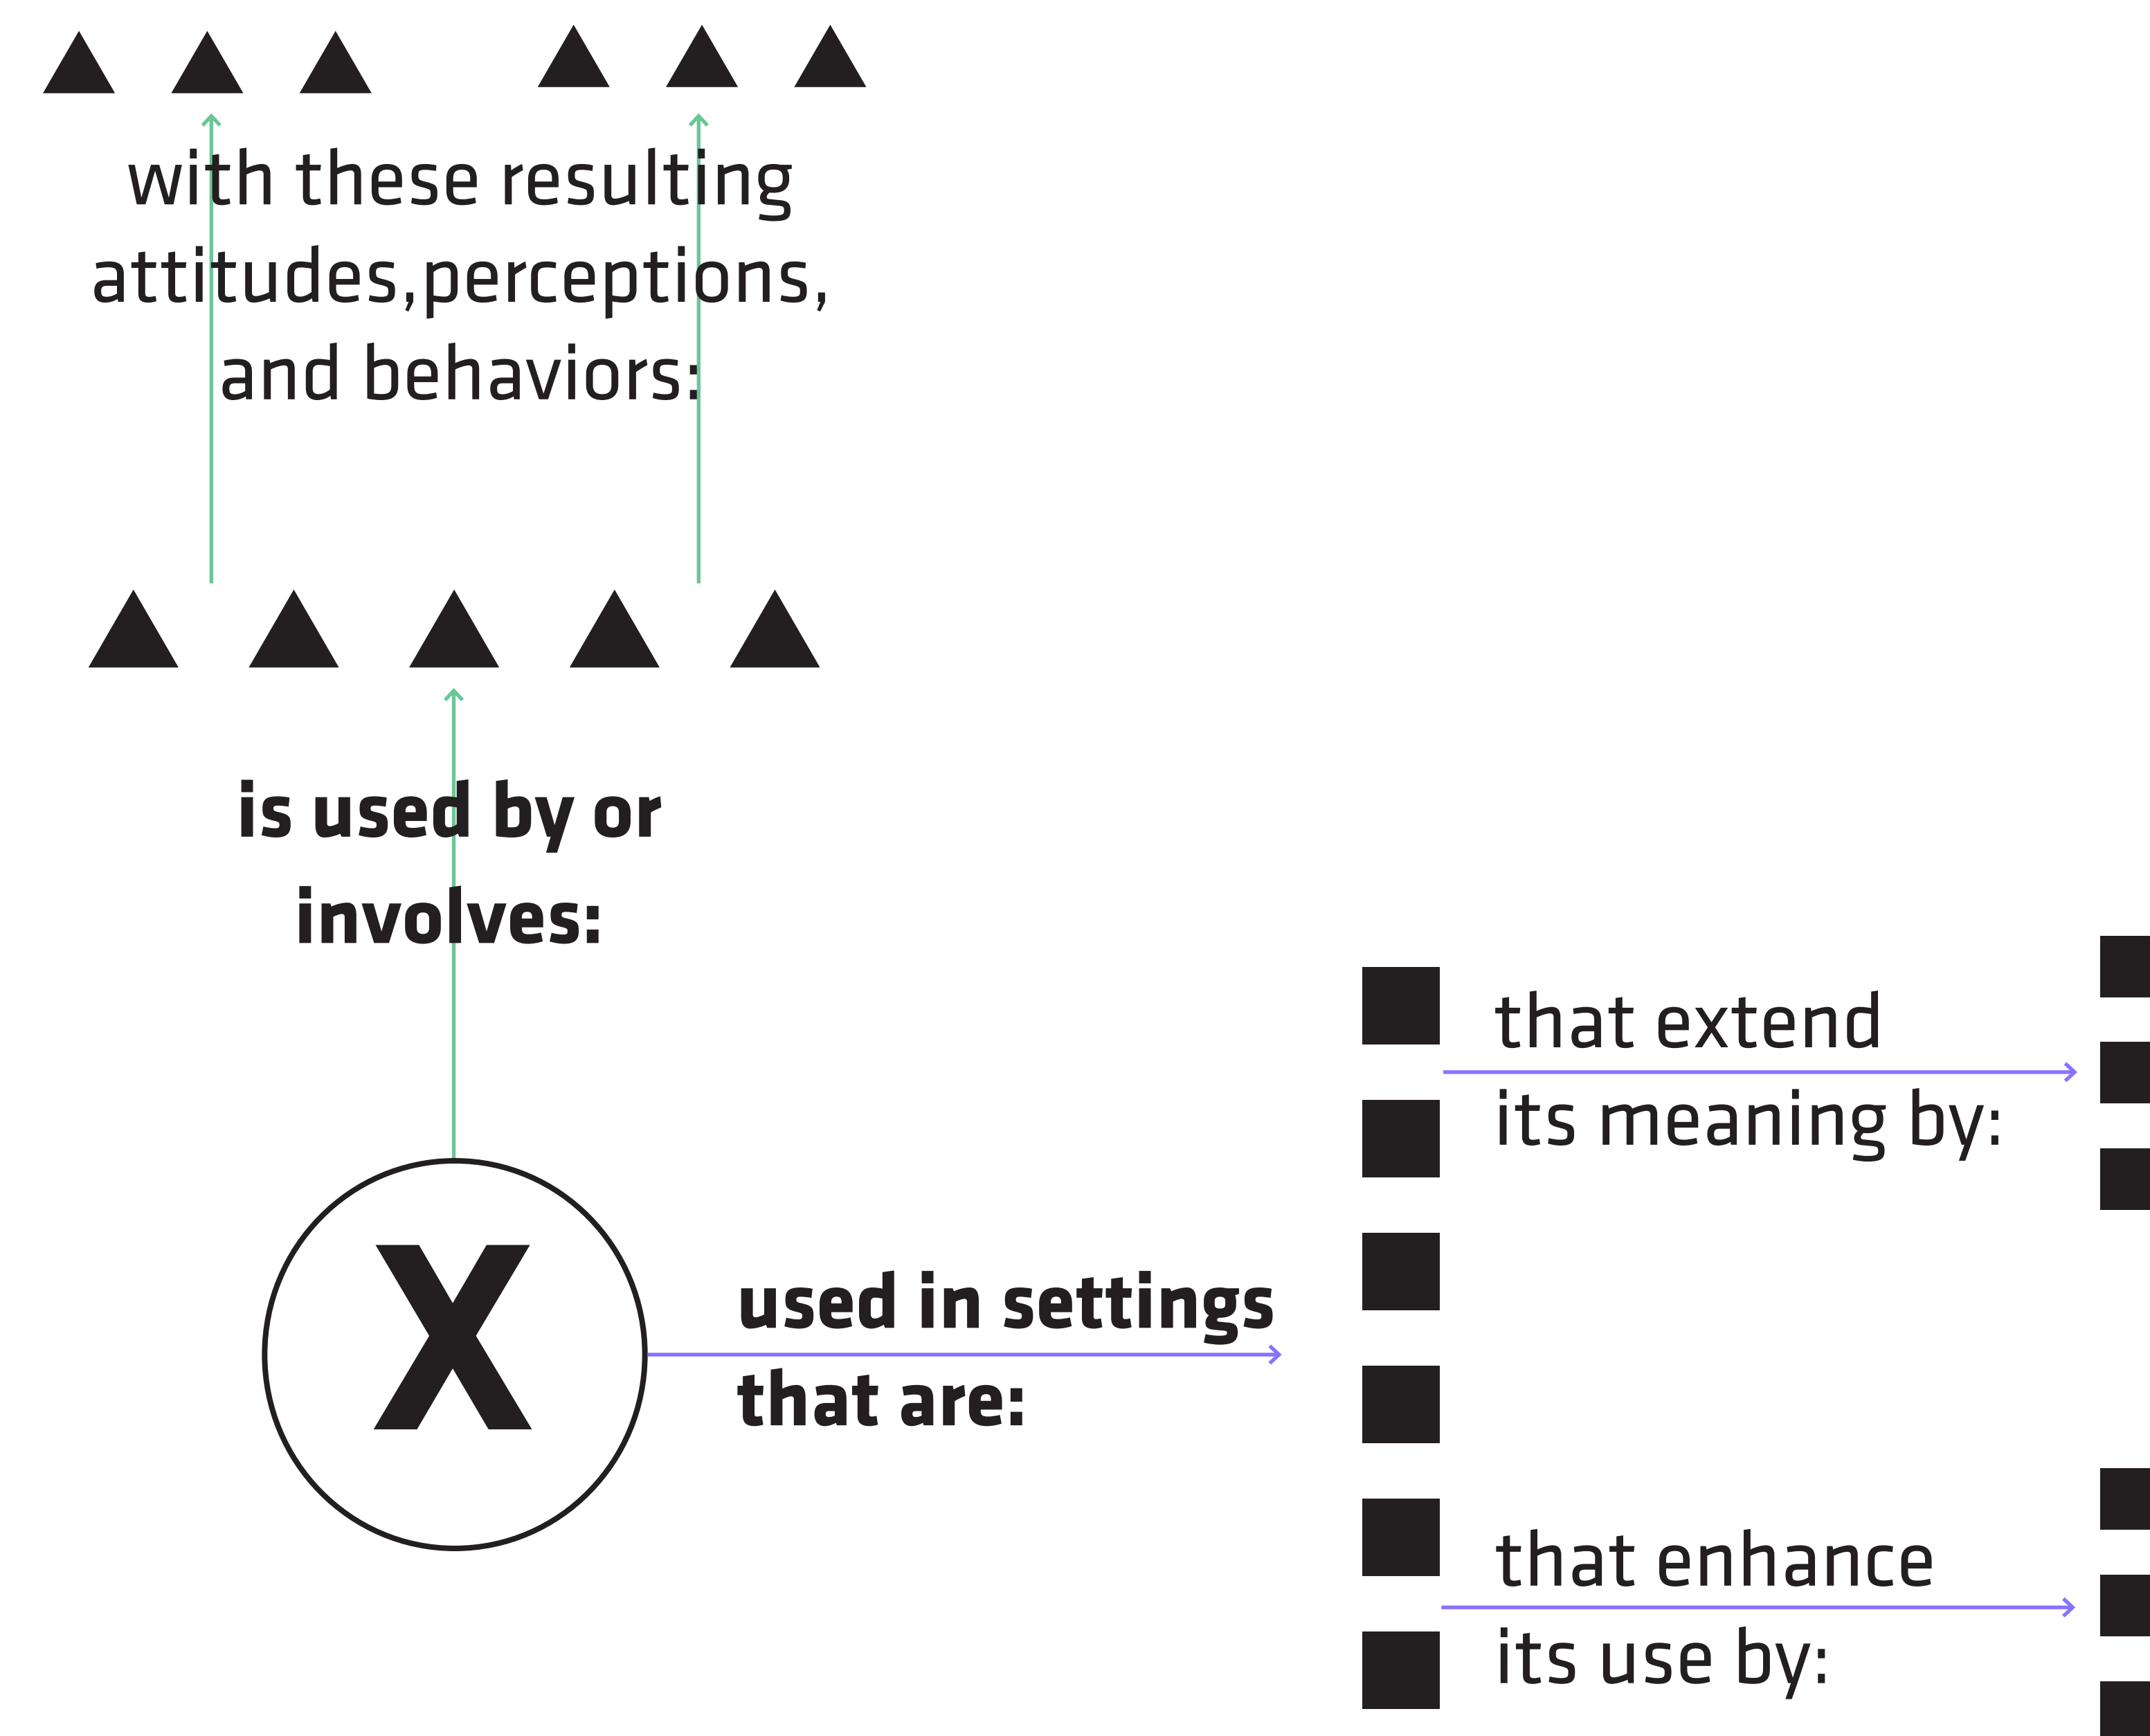 with these resulting
attitudes,perceptions,
and behaviors:
is used by or
involves:
that extend
its meaning by:
X
used in settings
that are:
that enhance
its use by: